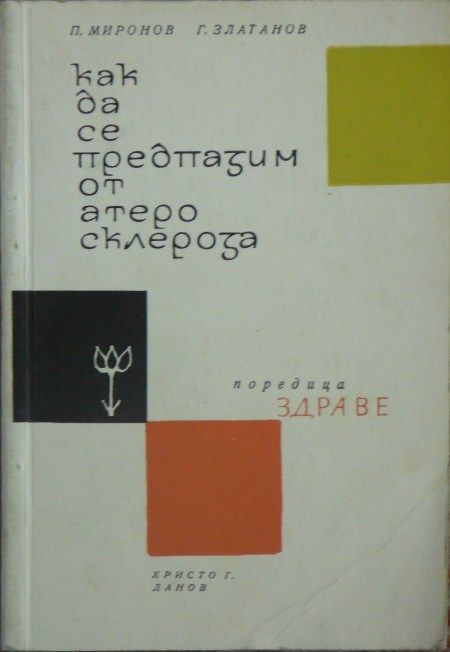 П. МИРОНОВ Г. ЗЛАТАНОВ
как
да
се
предпазим
от
атеро
склероза
поредица
ЗДРАВЕ
ХРИСТО Г.
ДАНОВ